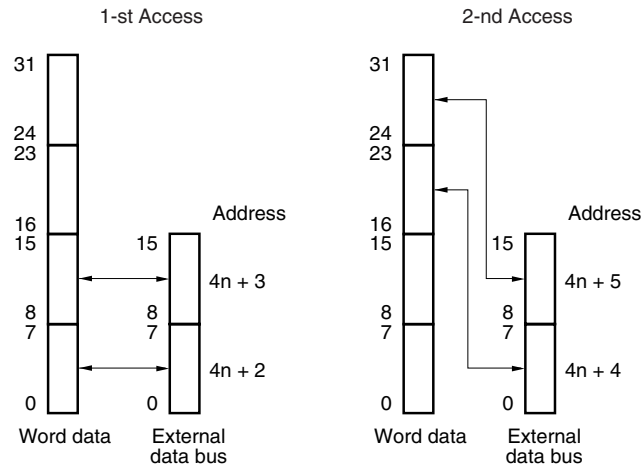 1-st Access
31
24
23
16
15
8
7
0
Word data
Address
15
8
7
0
4n + 3
4n + 2
External
data bus
2-nd Access
31
24
23
16
15
8
7
0
Word data
Address
15
8
7
0
4n + 5
4n + 4
External
data bus